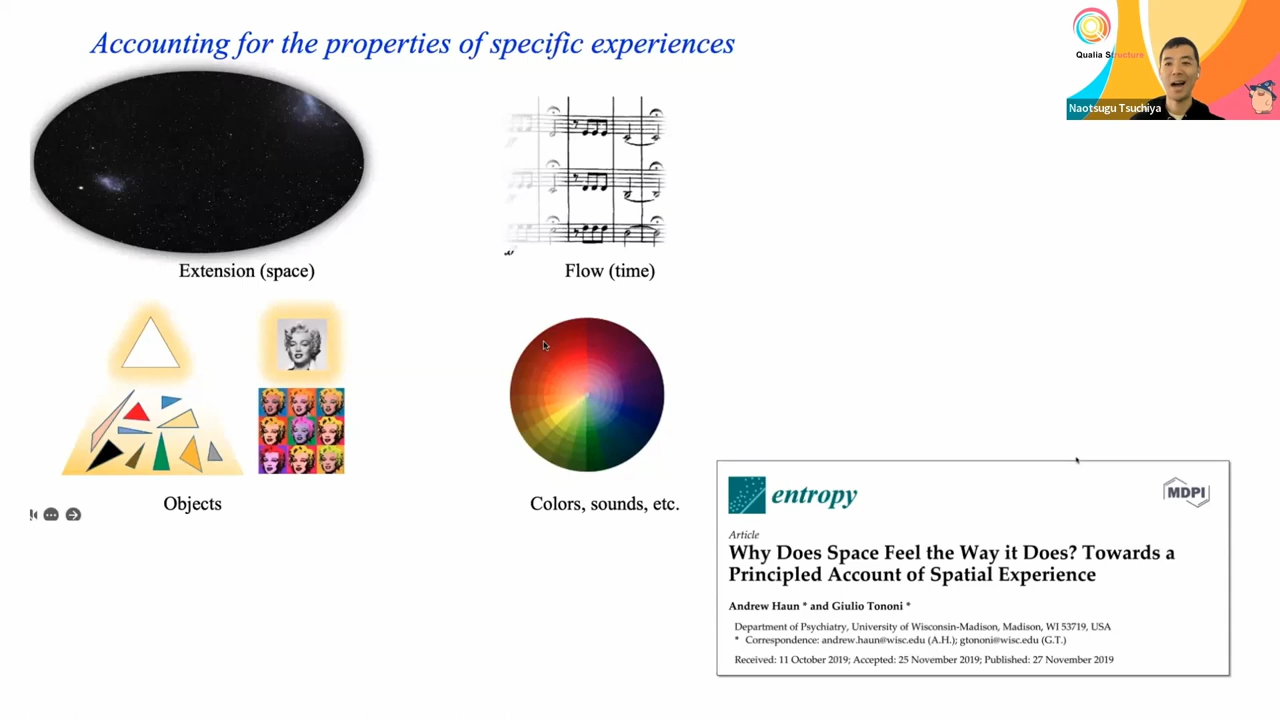 Accounting for the properties of specific experiences
Qualia Structure
Naotsugu Tsuchiya
Extension (space)
Flow (time)
Objects
Colors, sounds, etc.
entropy
MDPI
Article
Why Does Space Feel the Way it Does? Towards a
Principled Account of Spatial Experience
Andrew Haun * and Giulio Tononi *
Department of Psychiatry, University of Wisconsin-Madison, Madison, WI 53719, USA
* Correspondence: andrew.haun@wisc.edu (A.H.); gtononi@wisc.edu (G.T.)
Received: 11 October 2019; Accepted: 25 November 2019; Published: 27 November 2019